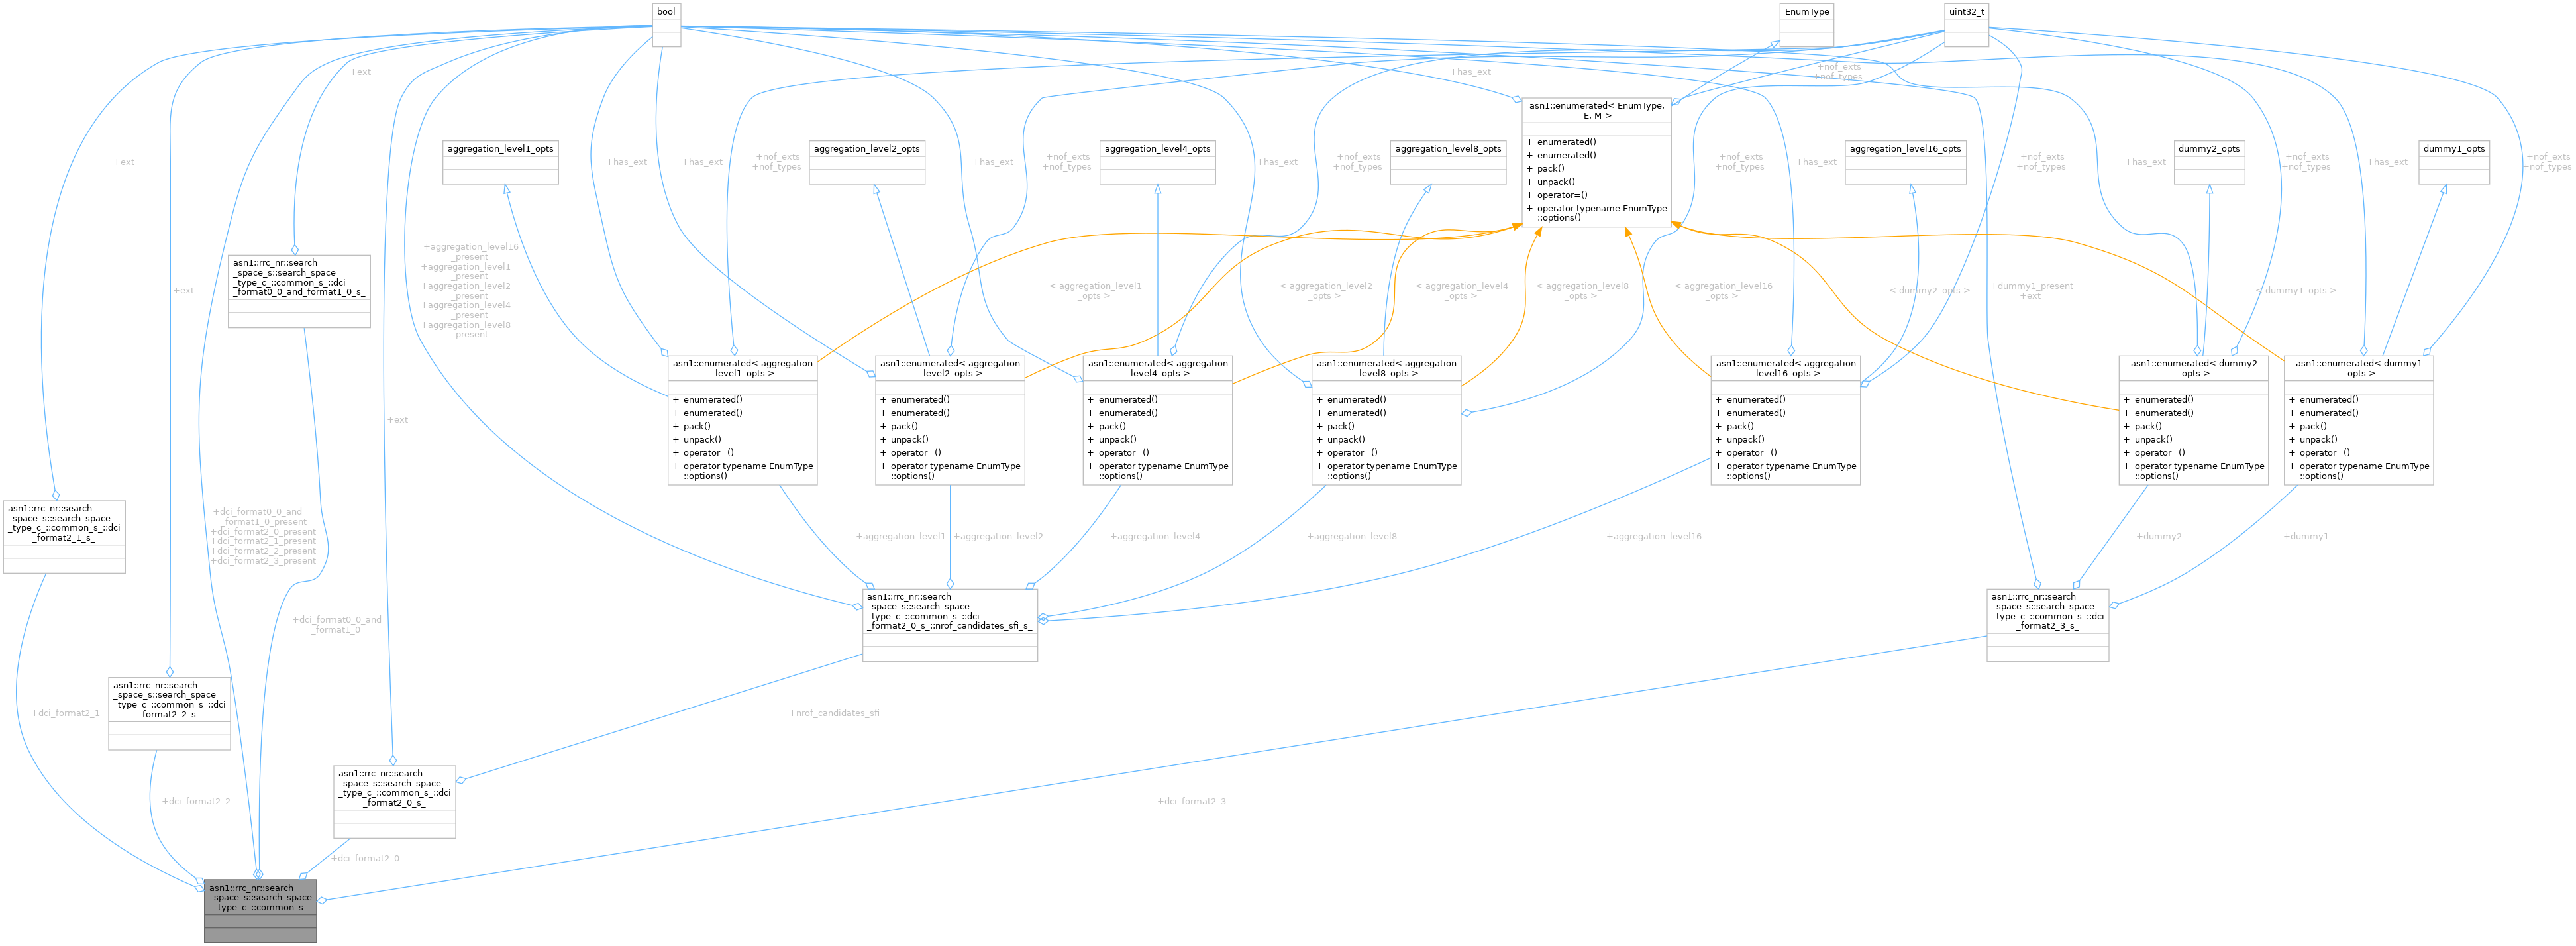 bool
EnumType
uint32_t
+ext
+has_ext
+nof_exts
+nof_types
asn1::enumerated< EnumType,
E, M >
+ enumerated()
+ enumerated()
+ pack()
+ unpack()
+ operator=()
+ operator typename EnumType
::options()
aggregation_level1_opts
aggregation_level2_opts
aggregation_level4_opts
aggregation_level8_opts
aggregation_level16_opts
dummy2_opts
dummy1_opts
+ext
+has_ext
+has_ext
+nof_exts
+nof_types
+has_ext
+nof_exts
+nof_types
+has_ext
+nof_exts
+nof_types
+nof_exts
+nof_types
+has_ext
+nof_exts
+nof_types
+has_ext
+nof_exts
+nof_types
+has_ext
+nof_exts
+nof_types
asn1::rrc_nr::search
_space_s::search_space
_type_c_::common_s_::dci
_format0_0_and_format1_0_s_
+ext
+aggregation_level16
_present
+aggregation_level1
_present
+aggregation_level2
_present
+aggregation_level4
_present
+aggregation_level8
_present
< aggregation_level1
_opts >
< aggregation_level2
_opts >
< aggregation_level4
_opts >
< aggregation_level8
_opts >
< aggregation_level16
_opts >
< dummy2_opts >
+dummy1_present
+ext
< dummy1_opts >
+ext
asn1::enumerated< aggregation
_level1_opts >
+ enumerated()
+ enumerated()
+ pack()
+ unpack()
+ operator=()
+ operator typename EnumType
::options()
asn1::enumerated< aggregation
_level2_opts >
+ enumerated()
+ enumerated()
+ pack()
+ unpack()
+ operator=()
+ operator typename EnumType
::options()
asn1::enumerated< aggregation
_level4_opts >
+ enumerated()
+ enumerated()
+ pack()
+ unpack()
+ operator=()
+ operator typename EnumType
::options()
asn1::enumerated< aggregation
_level8_opts >
+ enumerated()
+ enumerated()
+ pack()
+ unpack()
+ operator=()
+ operator typename EnumType
::options()
asn1::enumerated< aggregation
_level16_opts >
+ enumerated()
+ enumerated()
+ pack()
+ unpack()
+ operator=()
+ operator typename EnumType
::options()
asn1::enumerated< dummy2
_opts >
+ enumerated()
+ enumerated()
+ pack()
+ unpack()
+ operator=()
+ operator typename EnumType
::options()
asn1::enumerated< dummy1
_opts >
+ enumerated()
+ enumerated()
+ pack()
+ unpack()
+ operator=()
+ operator typename EnumType
::options()
asn1::rrc_nr::search
_space_s::search_space
_type_c_::common_s_::dci
_format2_1_s_
+dci_format0_0_and
_format1_0_present
+dci_format2_0_present
+dci_format2_1_present
+dci_format2_2_present
+dci_format2_3_present
+aggregation_level1
+aggregation_level2
+aggregation_level4
+aggregation_level8
+aggregation_level16
+dummy2
+dummy1
+dci_format0_0_and
_format1_0
asn1::rrc_nr::search
_space_s::search_space
_type_c_::common_s_::dci
_format2_0_s_::nrof_candidates_sfi_s_
asn1::rrc_nr::search
_space_s::search_space
_type_c_::common_s_::dci
_format2_3_s_
+dci_format2_1
asn1::rrc_nr::search
_space_s::search_space
_type_c_::common_s_::dci
_format2_2_s_
+nrof_candidates_sfi
+dci_format2_2
asn1::rrc_nr::search
_space_s::search_space
_type_c_::common_s_::dci
_format2_0_s_
+dci_format2_3
+dci_format2_0
asn1::rrc_nr::search
_space_s::search_space
_type_c_::common_s_